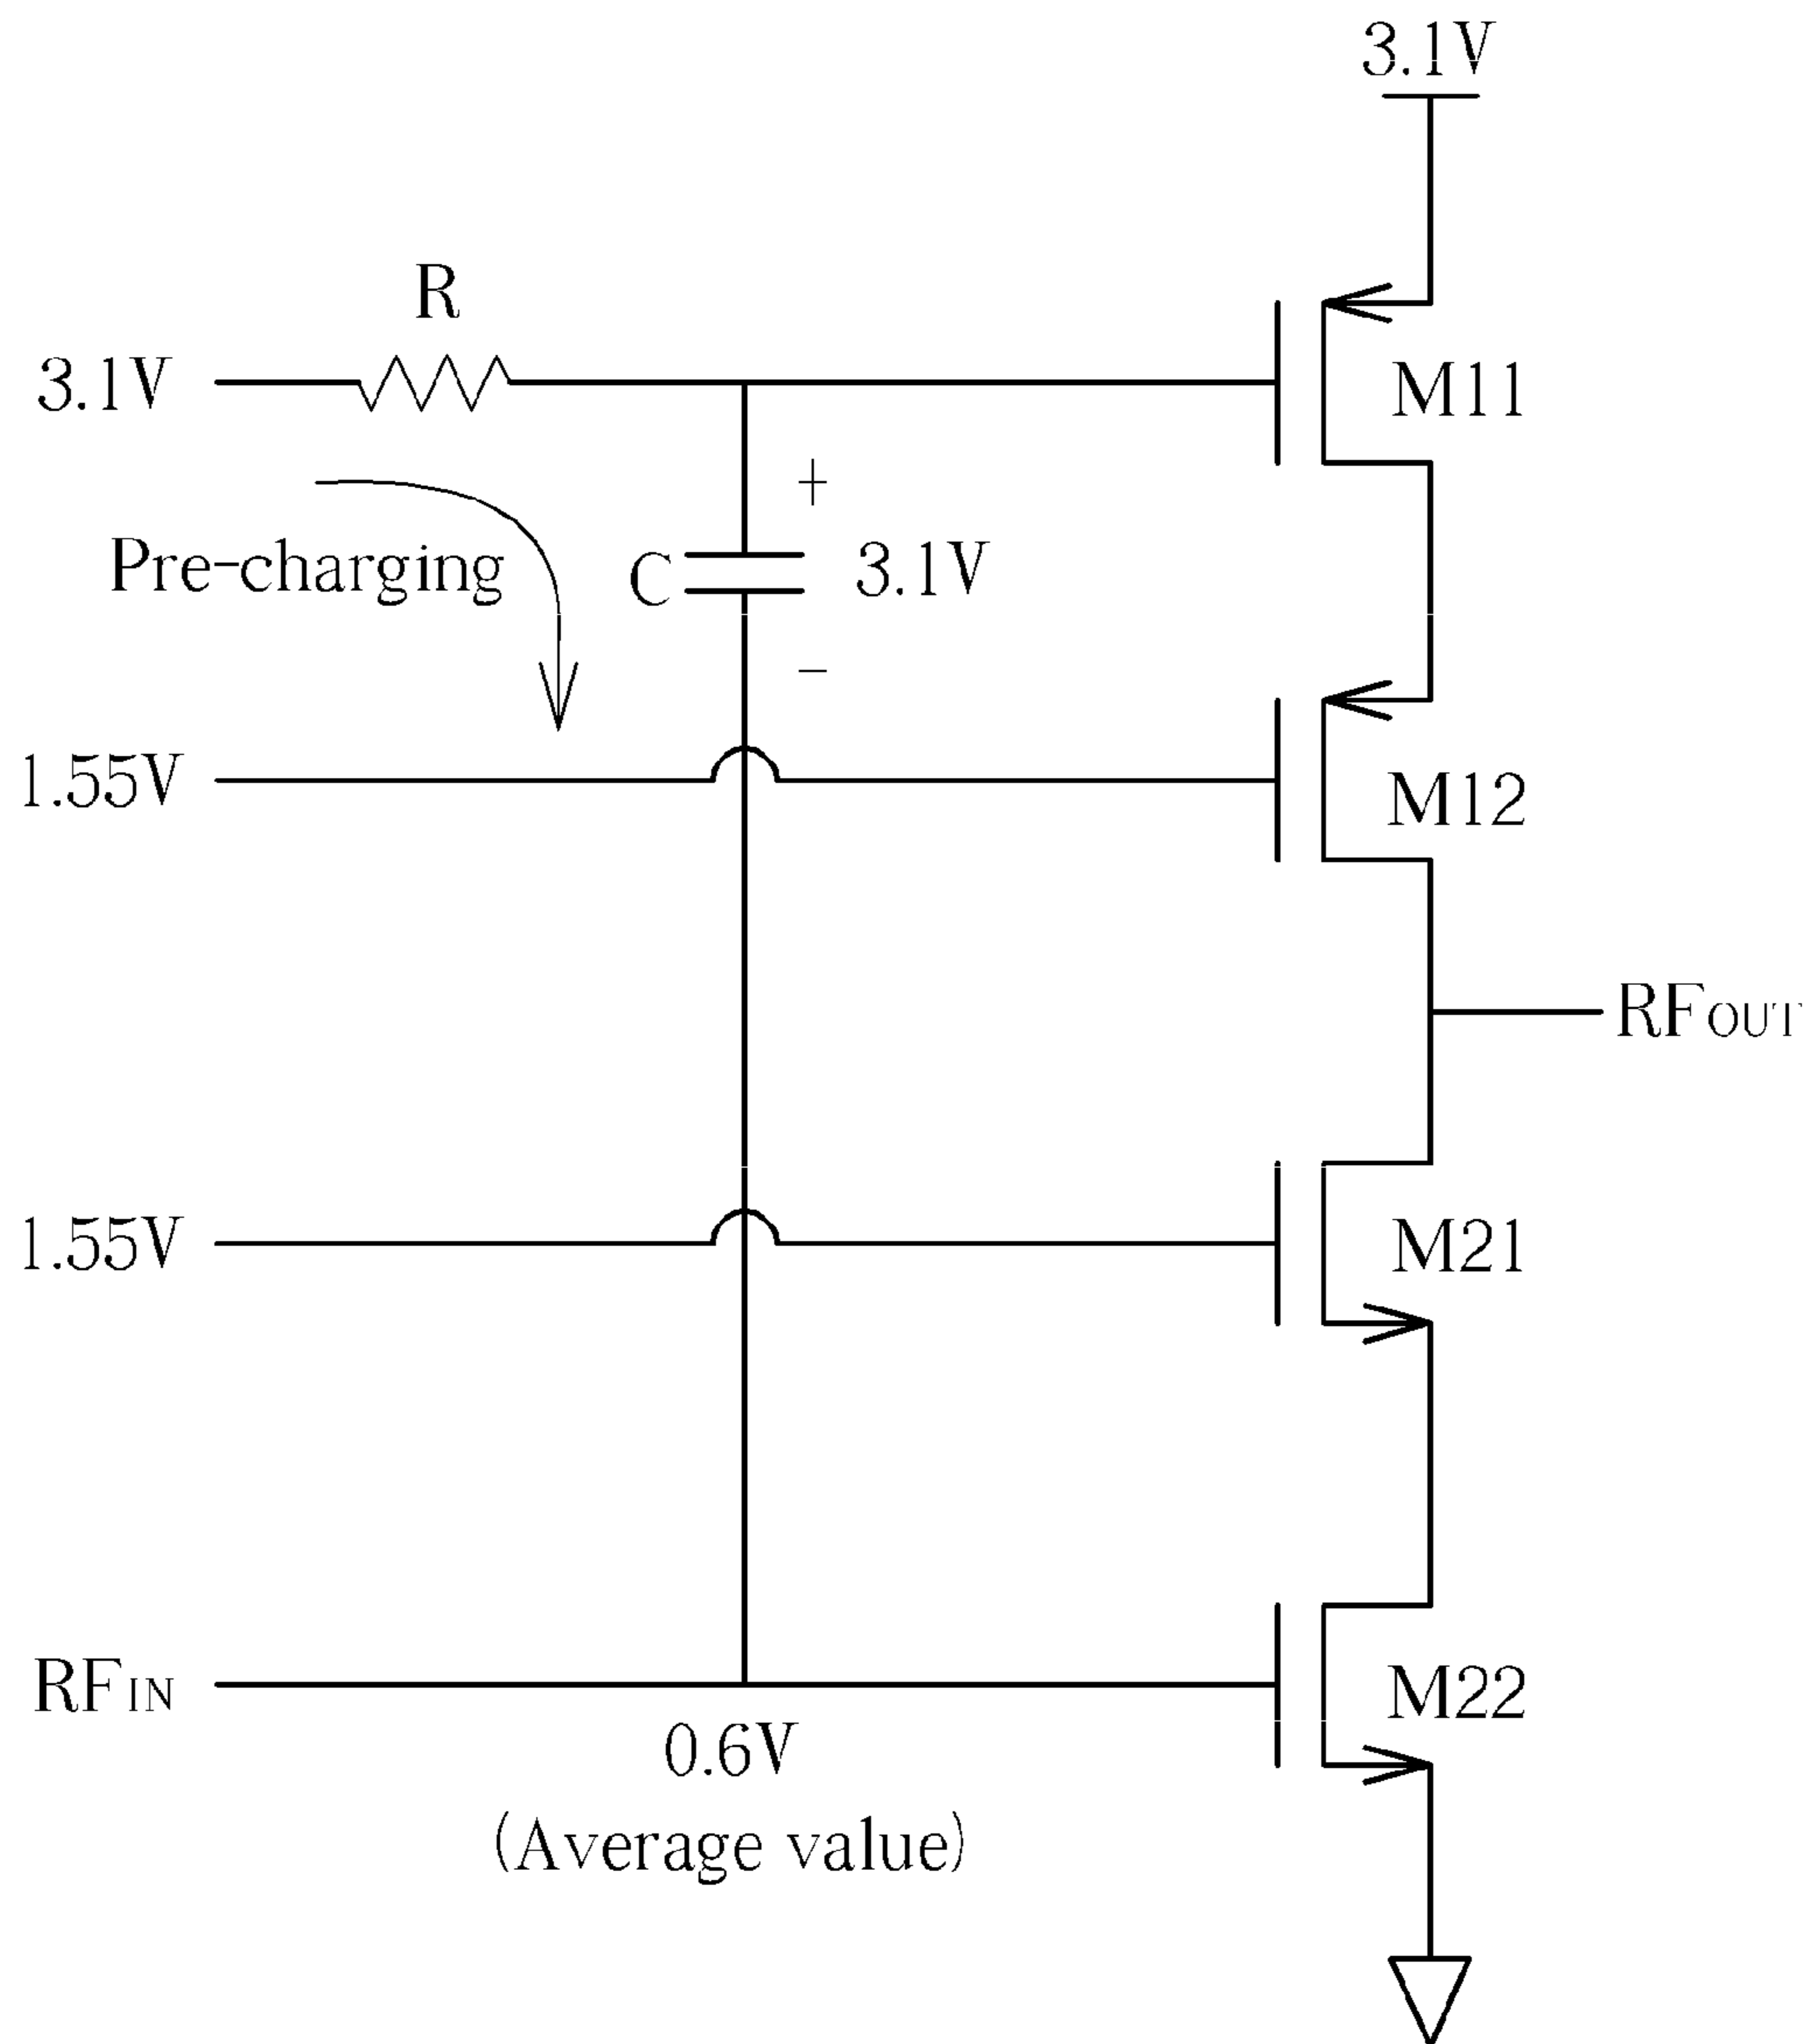 3.1V
R
3.1V
M11
+
Pre-charging
C
3.1V
-
1.55V
M12
RFOUT
1.55V
M21
RFIN
M22
0.6V
(Average value)